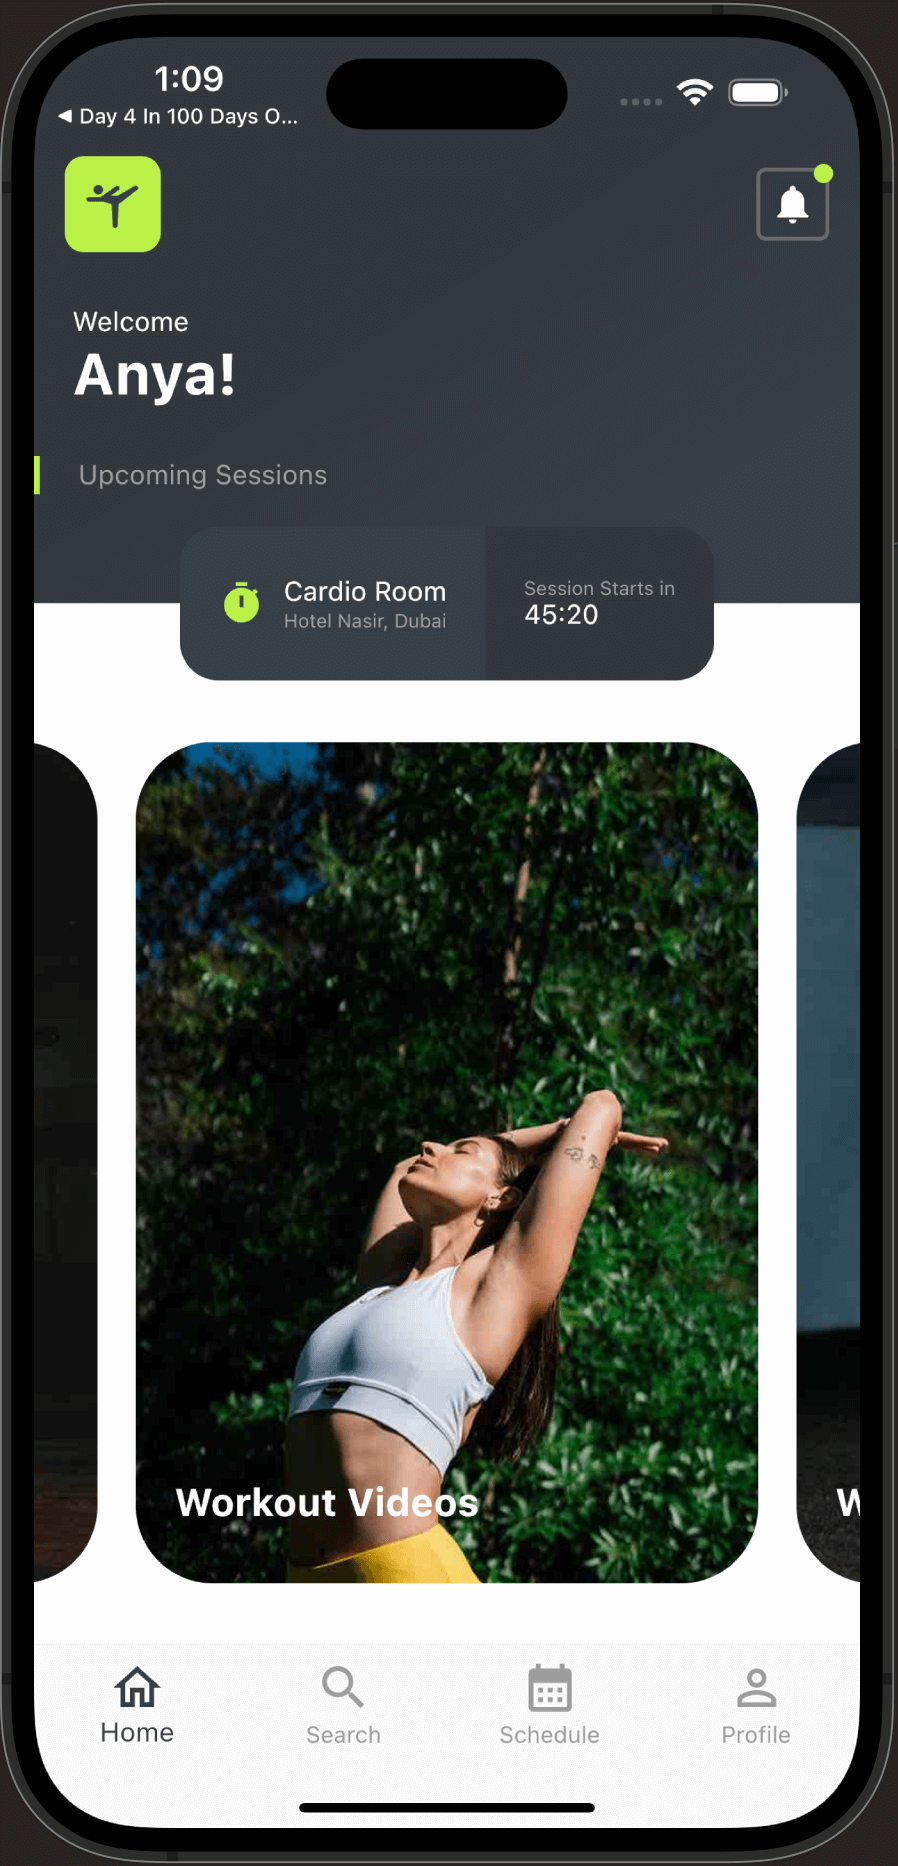 1:09
◀ Day 4 In 100 Days O...
Welcome
Anya!
Upcoming Sessions
Cardio Room
Hotel Nasir, Dubai
Session Starts in
45:20
Workout Videos
W
Home
Search
Schedule
Profile